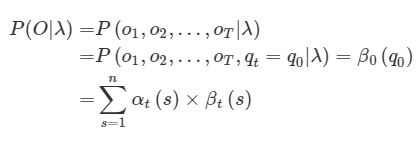 P(O|λ) =P (o₁, o₂, . . . , o_T|λ)
=P (o₁, o₂, . . . , o_T, q_t = q₀|λ) = β₀ (q₀)
= ∑_{s=1}^{n} α_t (s) × β_t (s)